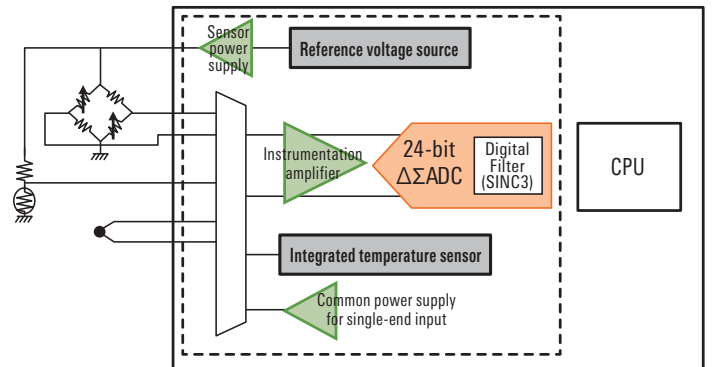 Sensor
power
supply
Reference voltage source
Instrumentation
amplifier
24-bit
ΔΣADC
Digital
Filter
(SINC3)
CPU
Integrated temperature sensor
Common power supply
for single-end input